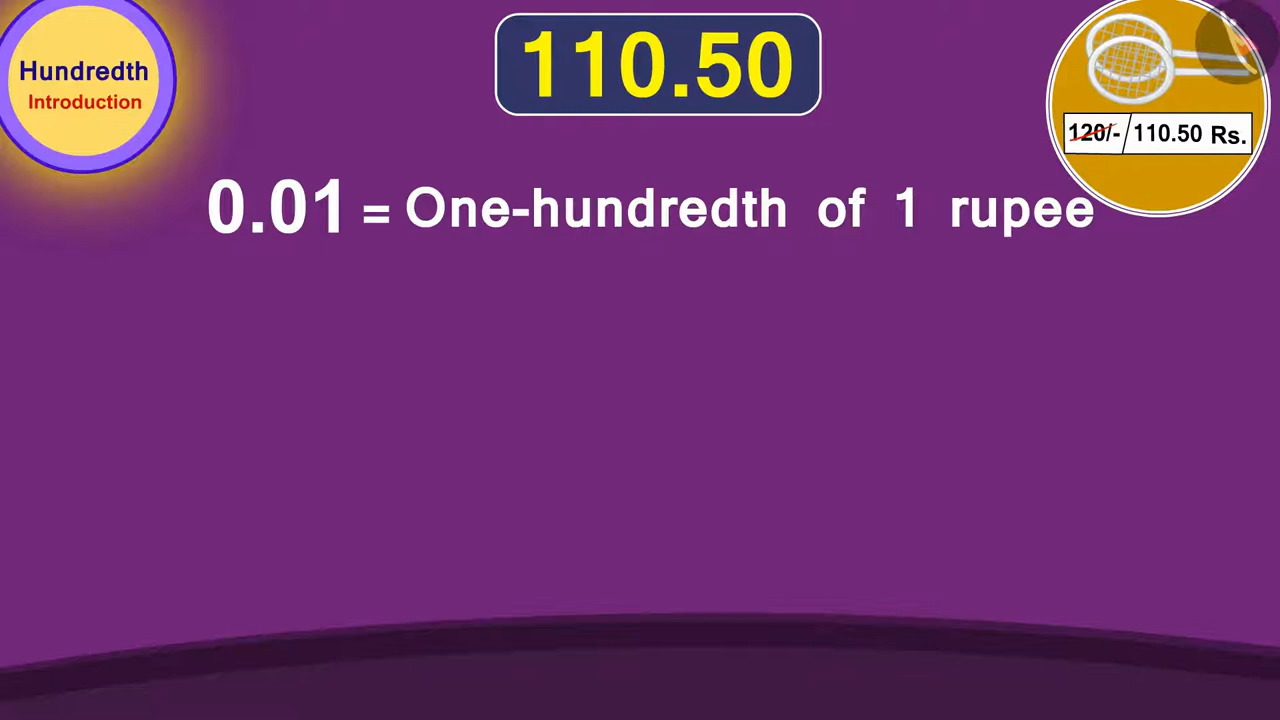 Hundredth
Introduction
110.50
120/- 110.50 Rs.
0.01 = One-hundredth of 1 rupee